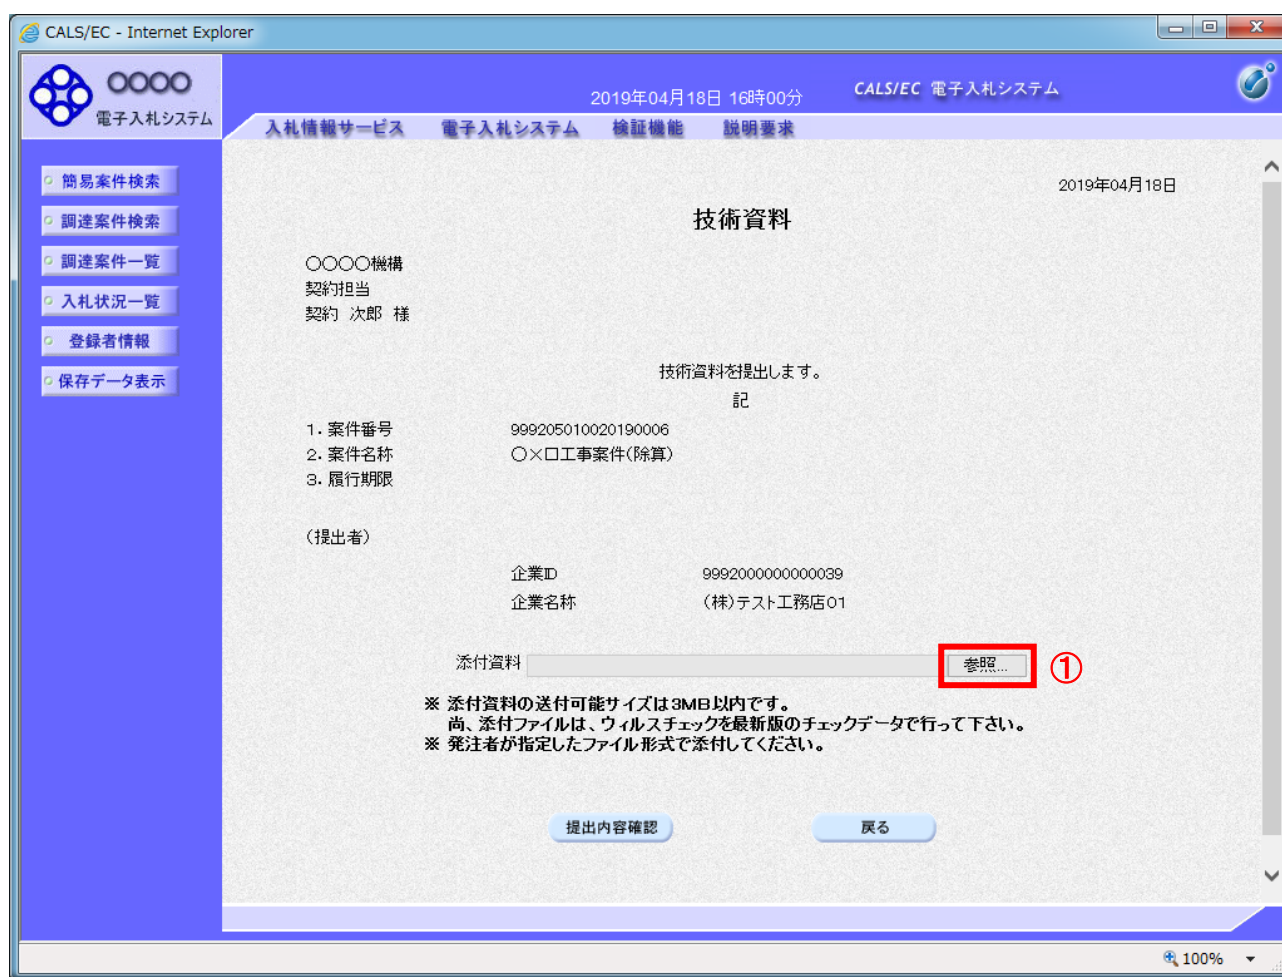 CALS/EC - Internet Explorer
〇〇〇〇
電子入札システム
2019年04月18日 16時00分
CALS/EC 電子入札システム
入札情報サービス 電子入札システム 検証機能 説明要求
簡易案件検索
調達案件検索
調達案件一覧
入札状況一覧
登録者情報
保存データ表示
2019年04月18日
技術資料
〇〇〇〇機構
契約担当
契約 次郎 様
技術資料を提出します。
記
1. 案件番号 999205010020190006
2. 案件名称 〇×口工事案件(除算)
3. 履行期限
(提出者)
企業ID 9992000000000039
企業名称 (株)テスト工務店01
添付資料 参照... ①
※ 添付資料の送付可能サイズは3MB以内です。
尚、添付ファイルは、ウィルスチェックを最新版のチェックデータで行って下さい。
※ 発注者が指定したファイル形式で添付してください。
提出内容確認 戻る
100%